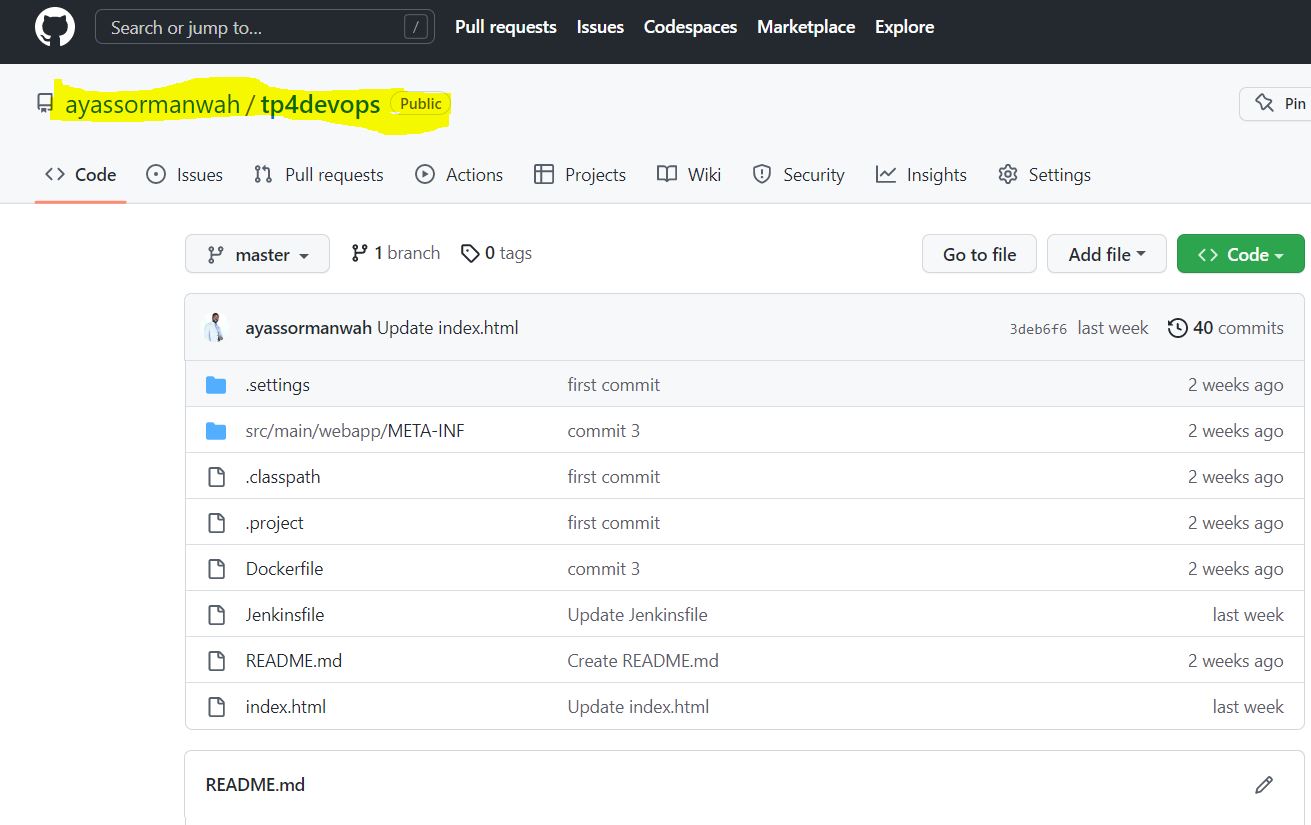 Search or jump to... / Pull requests Issues Codespaces Marketplace Explore
ayassormanwah / tp4devops Public Pin
Code Issues Pull requests Actions Projects Wiki Security Insights Settings
master 1 branch 0 tags Go to file Add file Code
ayassormanwah Update index.html 3deb6f6 last week 40 commits
.settings first commit 2 weeks ago
src/main/webapp/META-INF commit 3 2 weeks ago
.classpath first commit 2 weeks ago
.project first commit 2 weeks ago
Dockerfile commit 3 2 weeks ago
Jenkinsfile Update Jenkinsfile last week
README.md Create README.md 2 weeks ago
index.html Update index.html last week
README.md